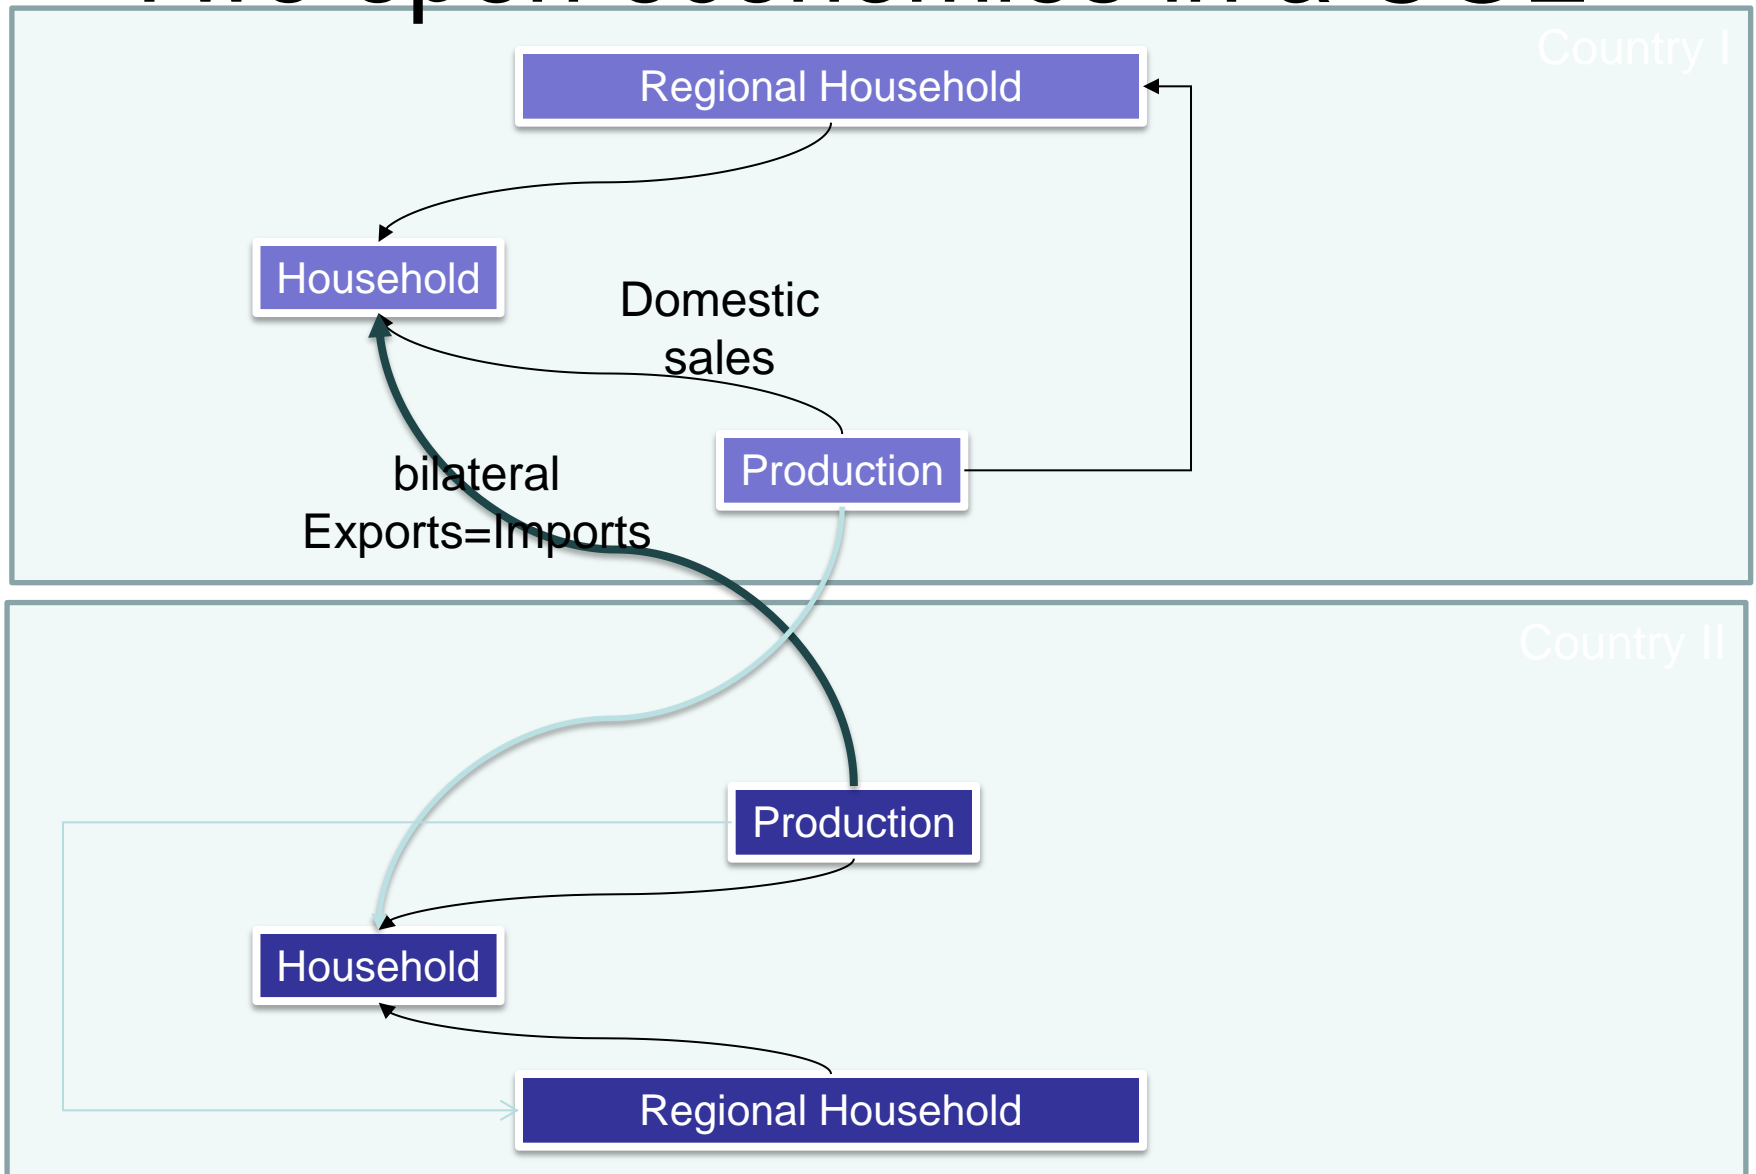 Country I
Regional Household
Household
Domestic
sales
Production
bilateral
Exports=Imports
Country II
Production
Household
Regional Household